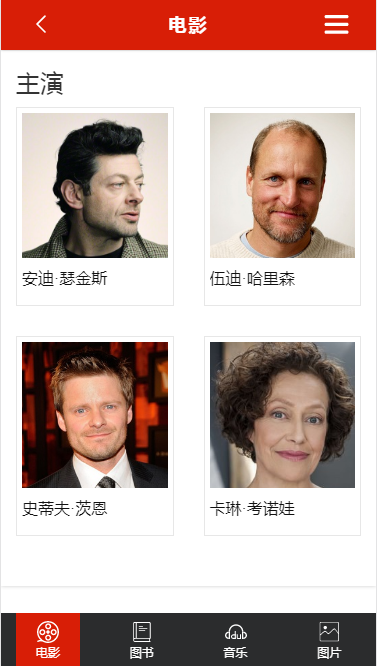 电影
主演
安迪·瑟金斯
伍迪·哈里森
史蒂夫·茨恩
卡琳·考诺娃
电影
图书
dub
音乐
图片